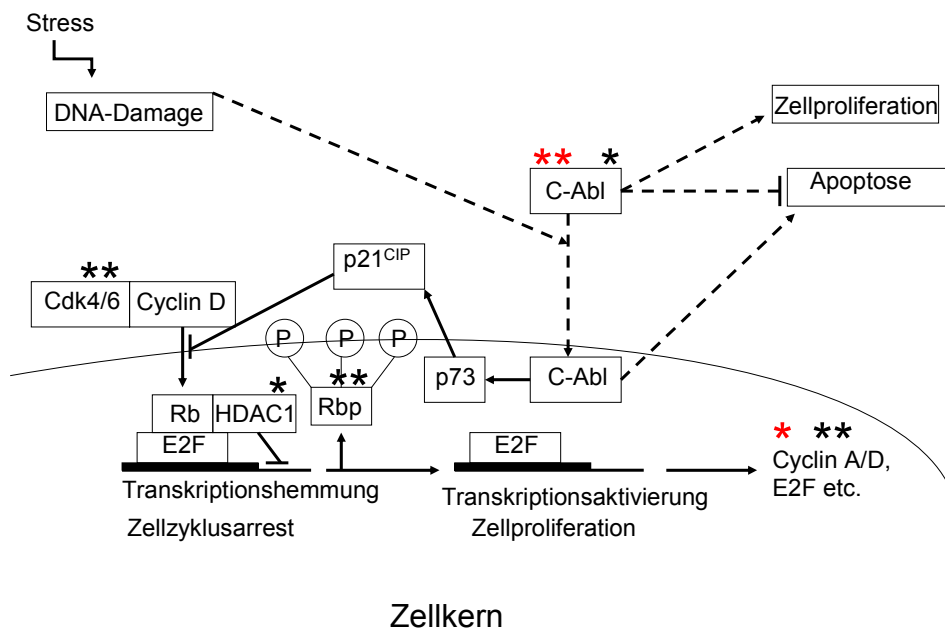 Stress
DNA-Damage
Zellproliferation
** *
C-Abl
Apoptose
p21CIP
**
Cdk4/6 Cyclin D
P P P
p73 C-Abl
* **
Rb HDAC1 Rbp
E2F E2F
* **
Cyclin A/D,
E2F etc.
Transkriptionshemmung
Zellzyklusarrest
Transkriptionsaktivierung
Zellproliferation
Zellkern